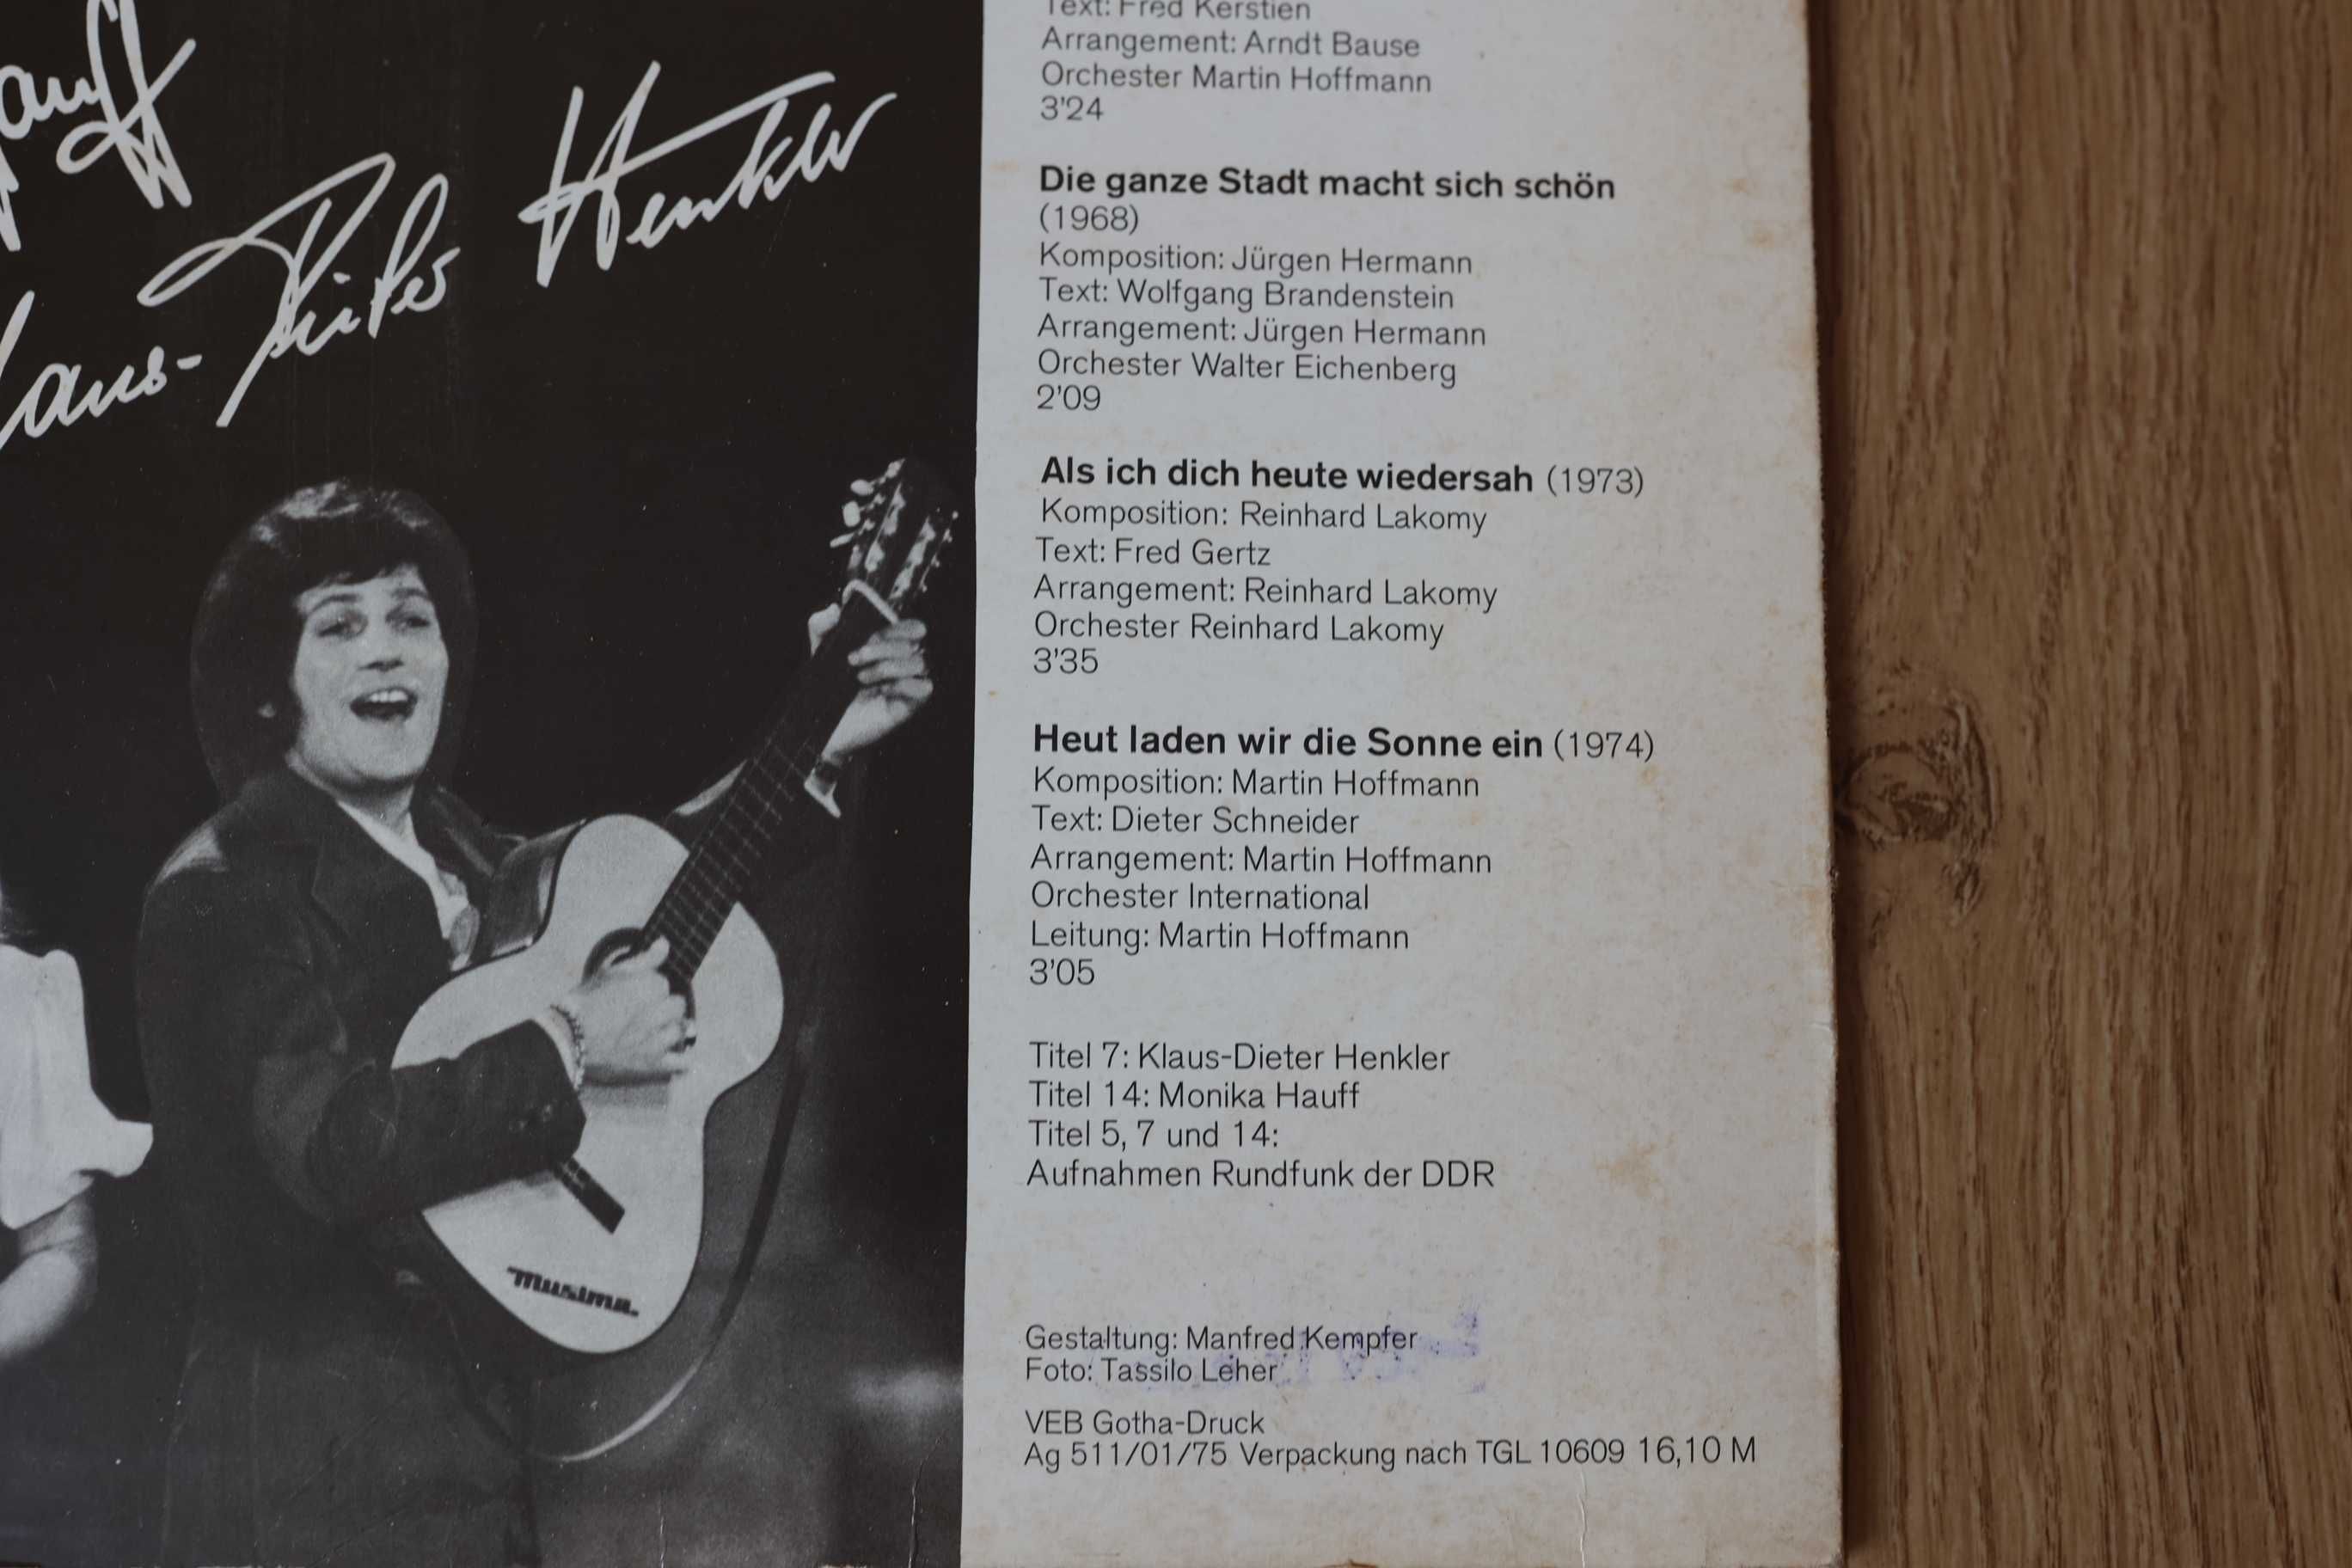 Klaus-Dieter Henkler
Musima
Text: Fred Kerstien
Arrangement: Arndt Bause
Orchester Martin Hoffmann
3'24
Die ganze Stadt macht sich schön
(1968)
Komposition: Jürgen Hermann
Text: Wolfgang Brandenstein
Arrangement: Jürgen Hermann
Orchester Walter Eichenberg
2'09
Als ich dich heute wiedersah (1973)
Komposition: Reinhard Lakomy
Text: Fred Gertz
Arrangement: Reinhard Lakomy
Orchester Reinhard Lakomy
3'35
Heut laden wir die Sonne ein (1974)
Komposition: Martin Hoffmann
Text: Dieter Schneider
Arrangement: Martin Hoffmann
Orchester International
Leitung: Martin Hoffmann
3'05
Titel 7: Klaus-Dieter Henkler
Titel 14: Monika Hauff
Titel 5, 7 und 14:
Aufnahmen Rundfunk der DDR
Gestaltung: Manfred Kempfer
Foto: Tassilo Leher
VEB Gotha-Druck
Ag 511/01/75 Verpackung nach TGL 10609 16,10 M